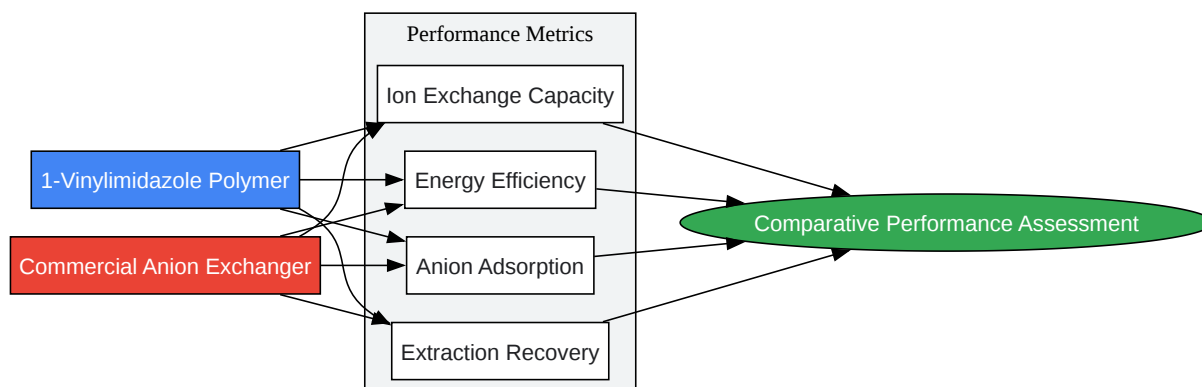 Performance Metrics
Ion Exchange Capacity
1-Vinylimidazole Polymer
Energy Efficiency
Comparative Performance Assessment
Commercial Anion Exchanger
Anion Adsorption
Extraction Recovery